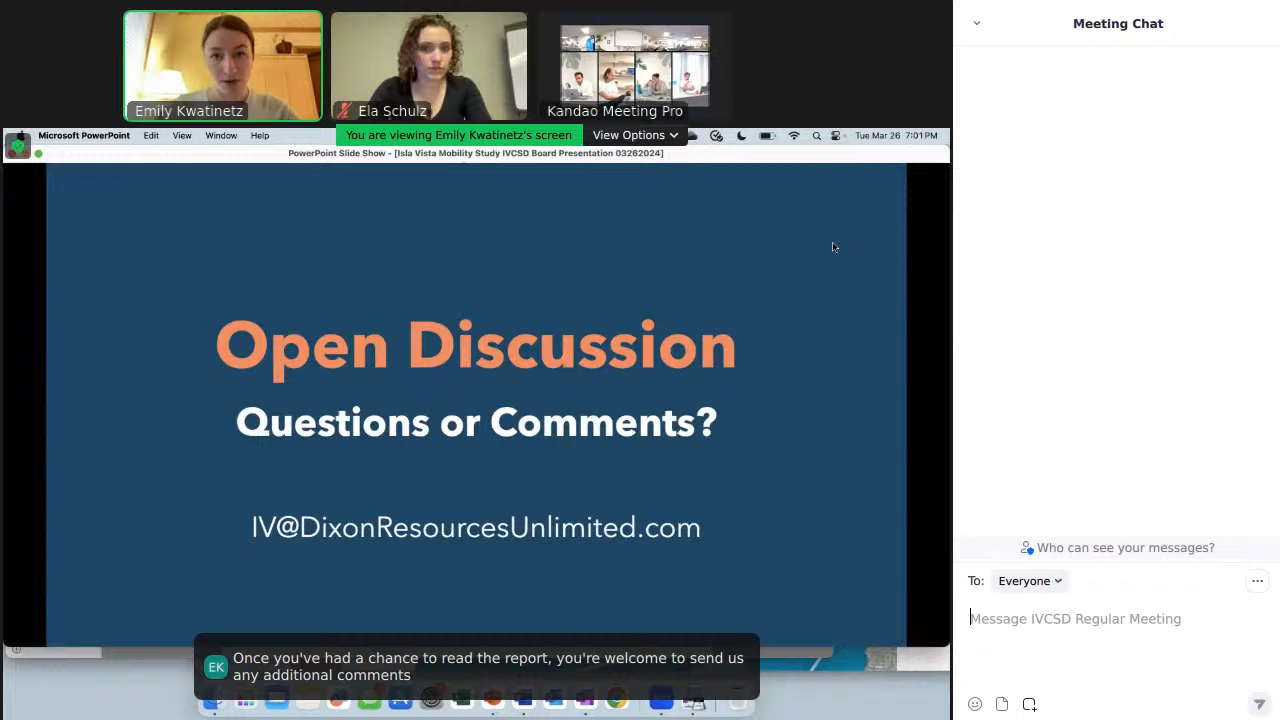 Emily Kwatinetz
Ela Schulz
Kandao Meeting Pro
Microsoft PowerPoint Edit View Window Help
You are viewing Emily Kwatinetz's screen
View Options
Tue Mar 26 7:01 PM
PowerPoint Slide Show - [Isla Vista Mobility Study IVCSD Board Presentation 03262024]
Open Discussion
Questions or Comments?
IV@DixonResourcesUnlimited.com
EK
Once you've had a chance to read the report, you're welcome to send us
any additional comments
Meeting Chat
Who can see your messages?
To: Everyone
Message IVCSD Regular Meeting